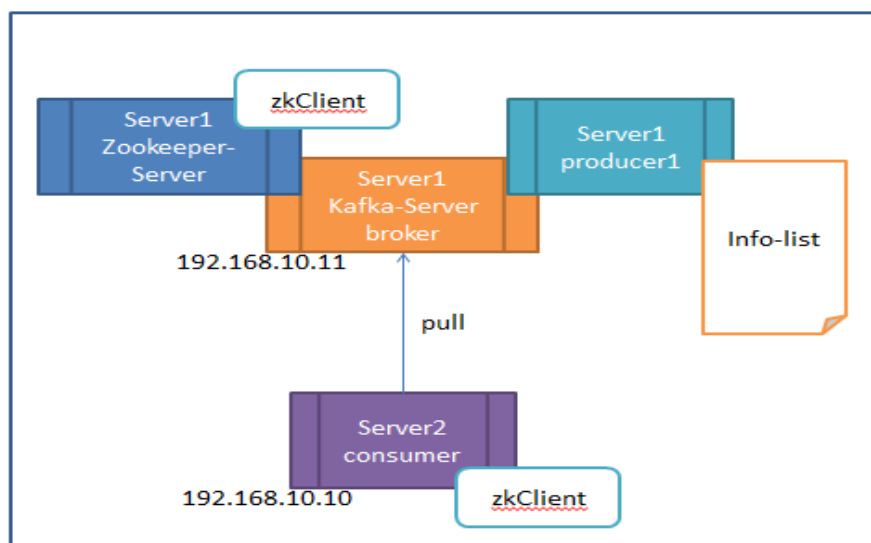 zkClient
Server1
Zookeeper-
Server
Server1
producer1
Server1
Kafka-Server
broker
Info-list
192.168.10.11
pull
Server2
consumer
192.168.10.10
zkClient